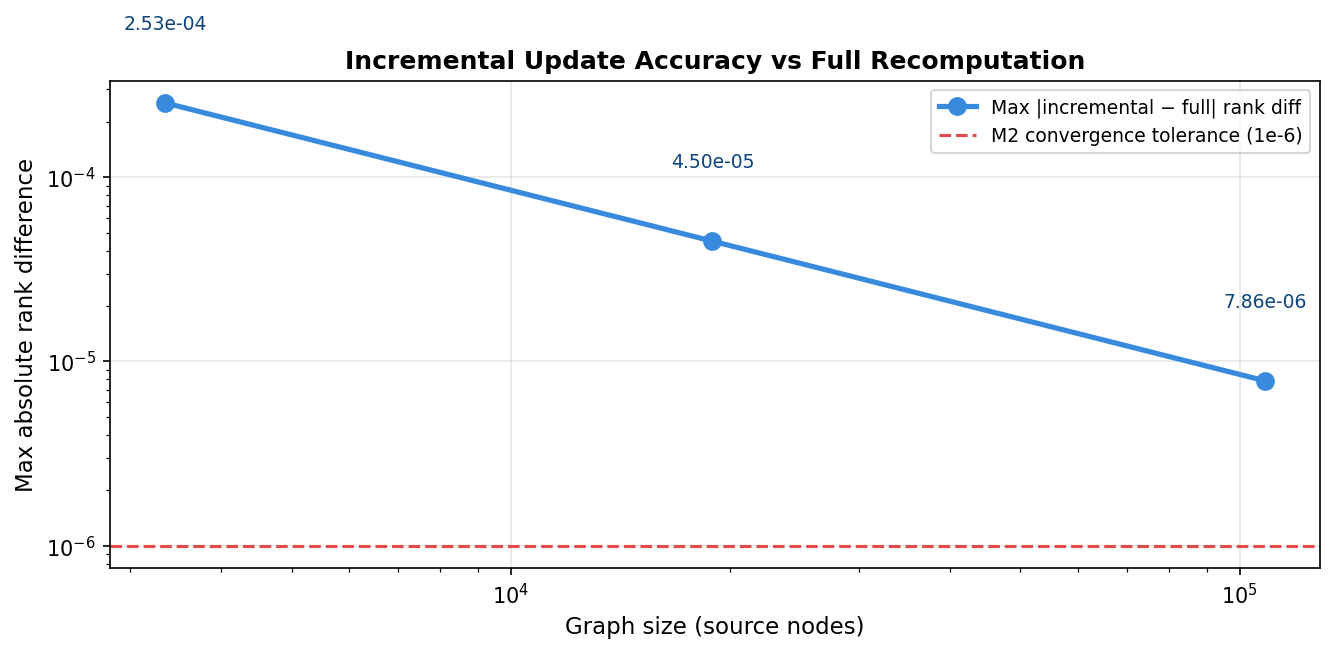 2.53e-04
Incremental Update Accuracy vs Full Recomputation
Max |incremental − full| rank diff
M2 convergence tolerance (1e-6)
4.50e-05
7.86e-06
Max absolute rank difference
10⁻⁴
10⁻⁵
10⁻⁶
10⁴
10⁵
Graph size (source nodes)